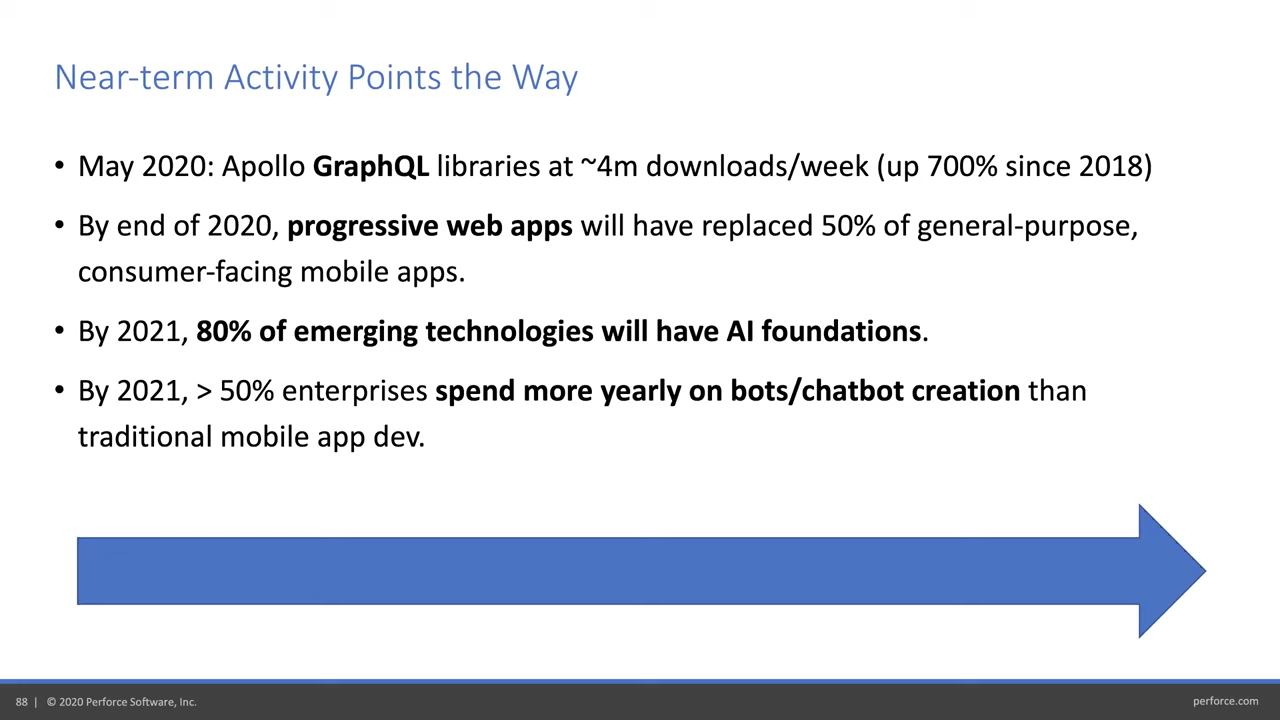 Near-term Activity Points the Way
• May 2020: Apollo GraphQL libraries at ~4m downloads/week (up 700% since 2018)
• By end of 2020, progressive web apps will have replaced 50% of general-purpose,
consumer-facing mobile apps.
• By 2021, 80% of emerging technologies will have AI foundations.
• By 2021, > 50% enterprises spend more yearly on bots/chatbot creation than
traditional mobile app dev.
88 | © 2020 Perforce Software, Inc.
perforce.com